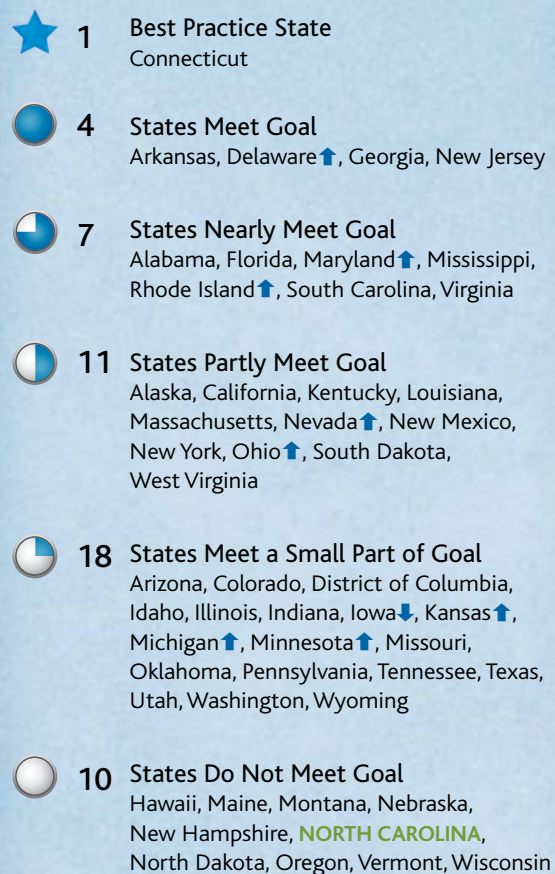 1 Best Practice State
Connecticut
4 States Meet Goal
Arkansas, Delaware⬆, Georgia, New Jersey
7 States Nearly Meet Goal
Alabama, Florida, Maryland⬆, Mississippi,
Rhode Island⬆, South Carolina, Virginia
11 States Partly Meet Goal
Alaska, California, Kentucky, Louisiana,
Massachusetts, Nevada⬆, New Mexico,
New York, Ohio⬆, South Dakota,
West Virginia
18 States Meet a Small Part of Goal
Arizona, Colorado, District of Columbia,
Idaho, Illinois, Indiana, Iowa⬇, Kansas⬆,
Michigan⬆, Minnesota⬆, Missouri,
Oklahoma, Pennsylvania, Tennessee, Texas,
Utah, Washington, Wyoming
10 States Do Not Meet Goal
Hawaii, Maine, Montana, Nebraska,
New Hampshire, NORTH CAROLINA,
North Dakota, Oregon, Vermont, Wisconsin